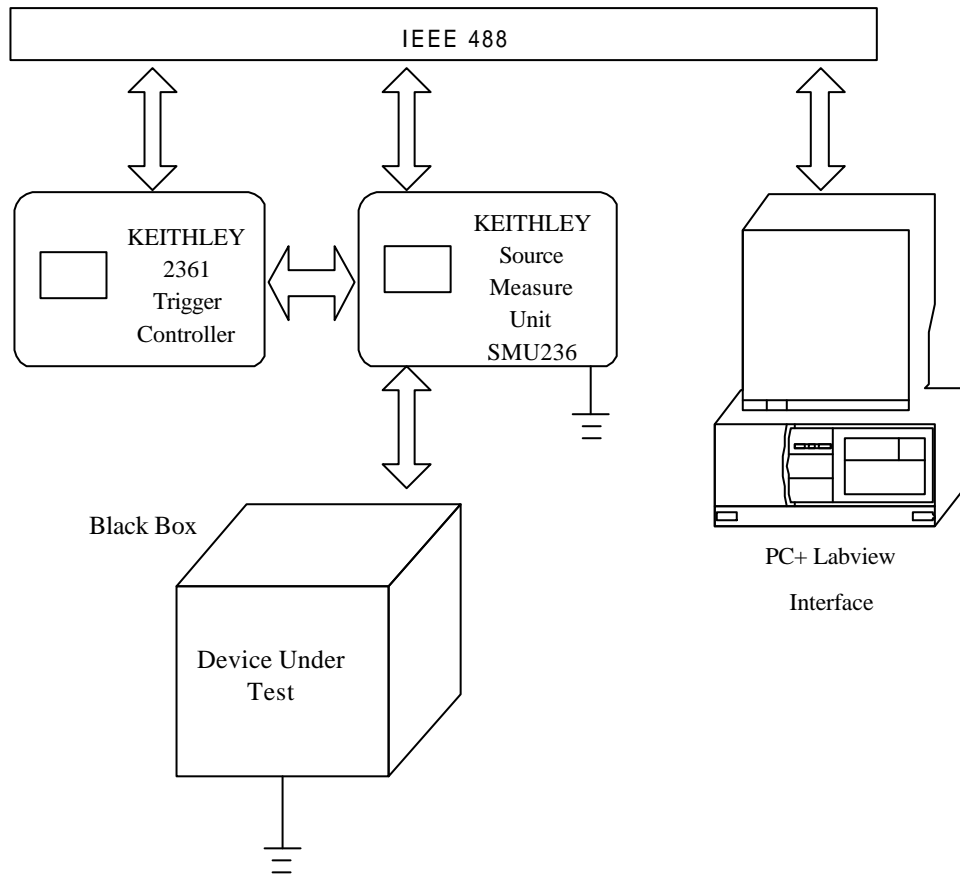 IEEE 488
KEITHLEY
2361
Trigger
Controller
KEITHLEY
Source
Measure
Unit
SMU236
Black Box
Device Under
Test
PC+ Labview
Interface